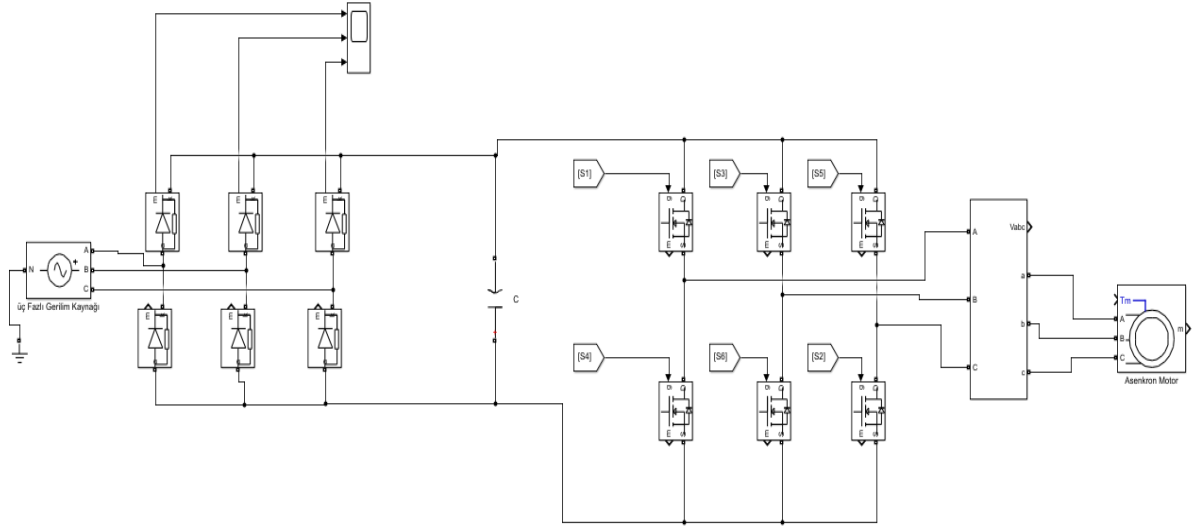 E
E
E
[S1]
[S3]
[S5]
N
A
B
C
üç Fazlı Gerilim Kaynağı
E
E
E
C
g
C
S
E
g
C
S
E
g
C
S
E
A
B
C
Vabc
a
b
c
Tm
A
B
C
m
Asenkron Motor
[S4]
[S6]
[S2]
g
C
S
E
g
C
S
E
g
C
S
E